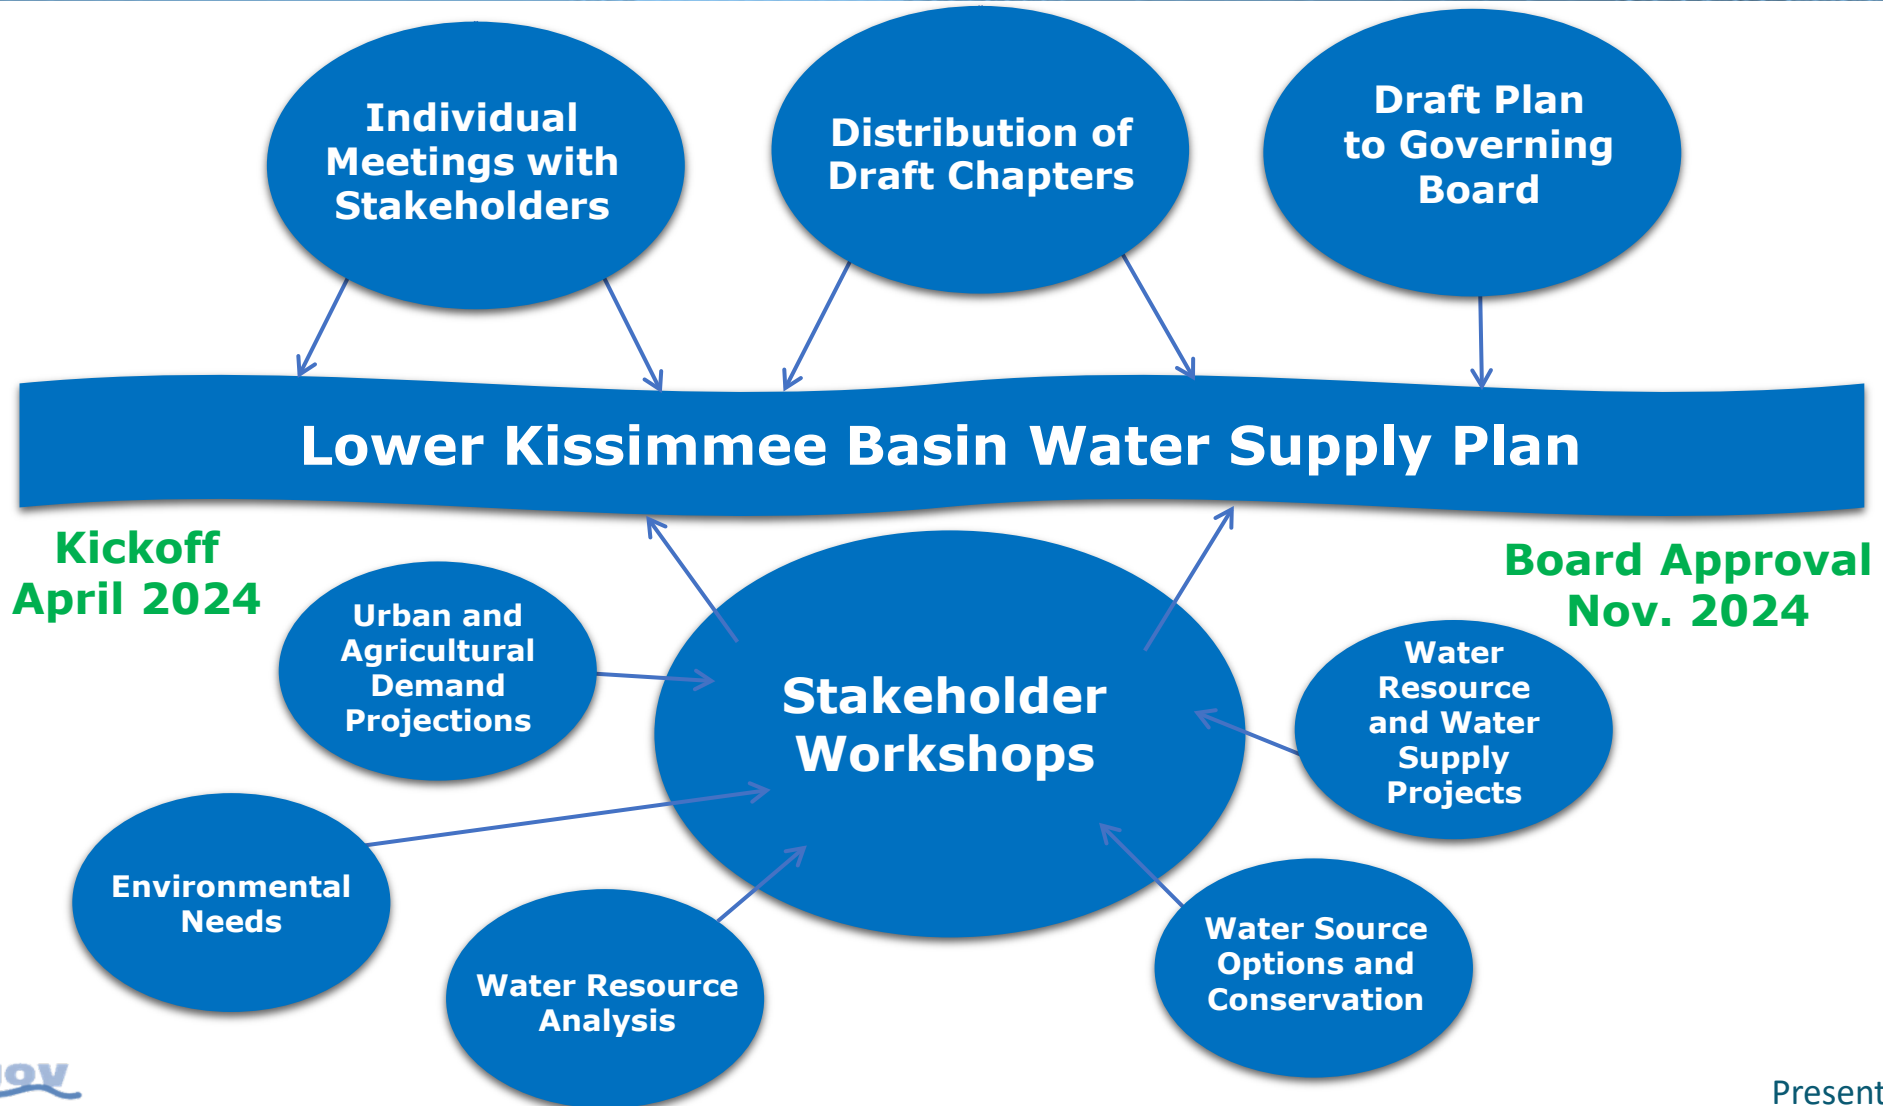 Individual
Meetings with
Stakeholders
Distribution of
Draft Chapters
Draft Plan
to Governing
Board
Lower Kissimmee Basin Water Supply Plan
Kickoff
April 2024
Board Approval
Nov. 2024
Urban and
Agricultural
Demand
Projections
Stakeholder
Workshops
Water
Resource
and Water
Supply
Projects
Environmental
Needs
Water Resource
Analysis
Water Source
Options and
Conservation
gov
Present